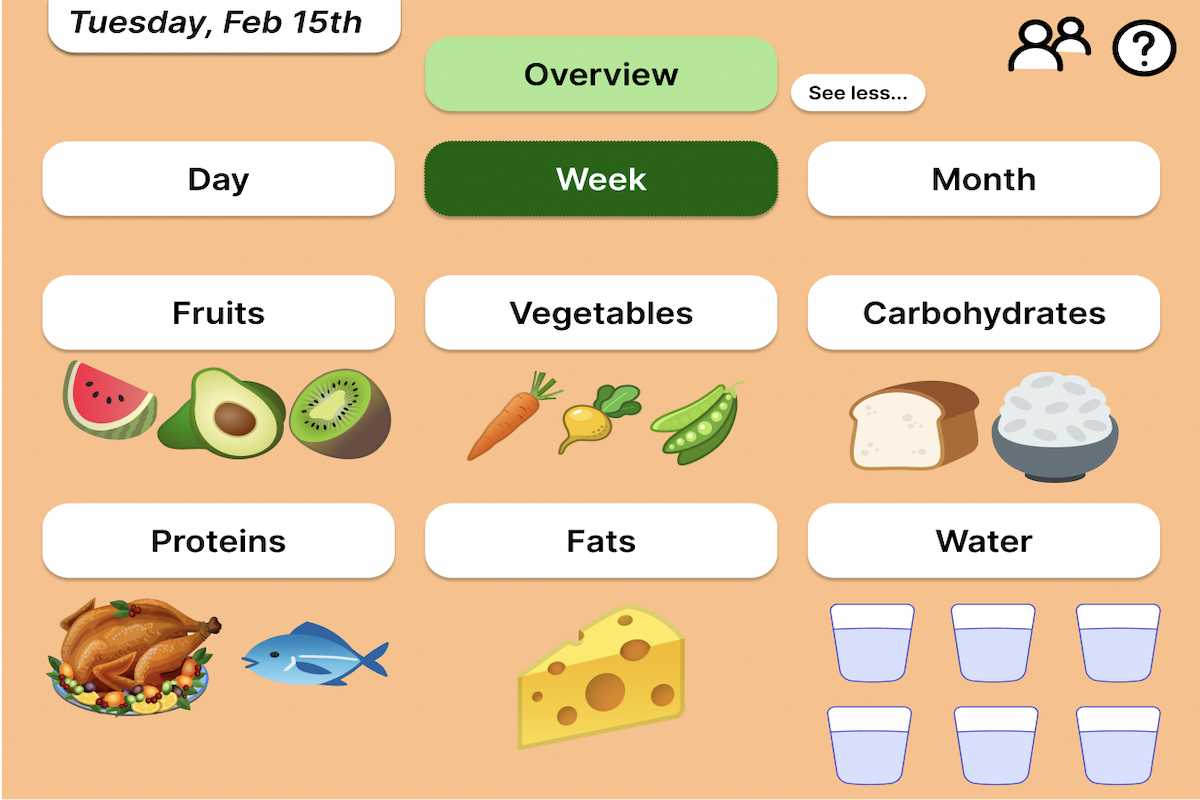 Tuesday, Feb 15th
Overview
See less...
Day
Week
Month
Fruits
Vegetables
Carbohydrates
Proteins
Fats
Water